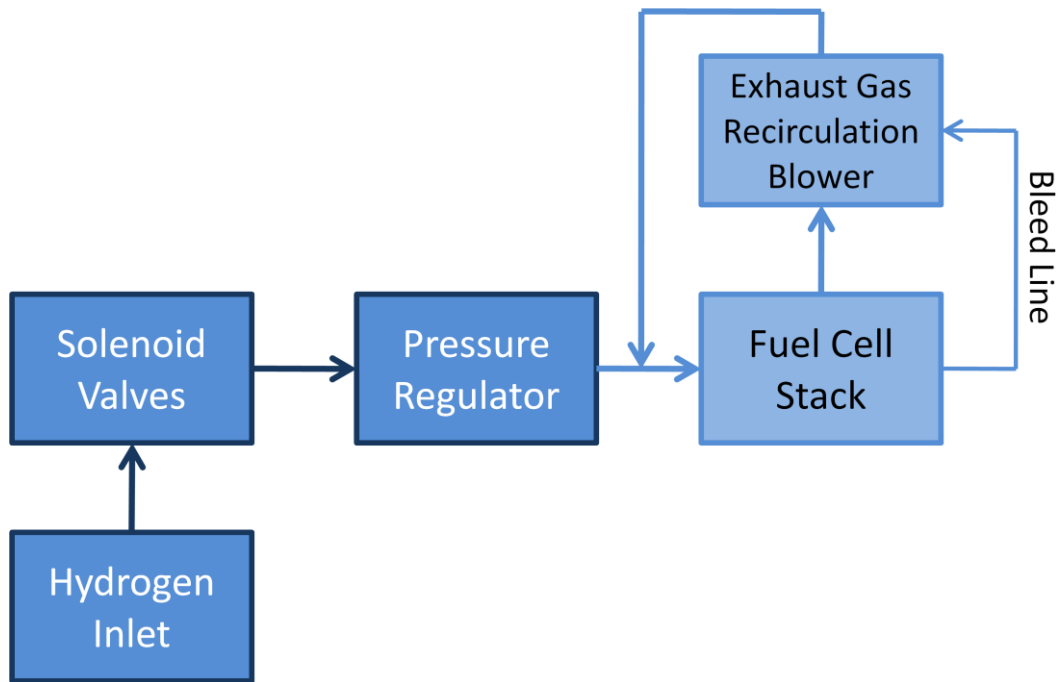 Exhaust Gas
Recirculation
Blower
Bleed Line
Solenoid
Valves
Pressure
Regulator
Fuel Cell
Stack
Hydrogen
Inlet